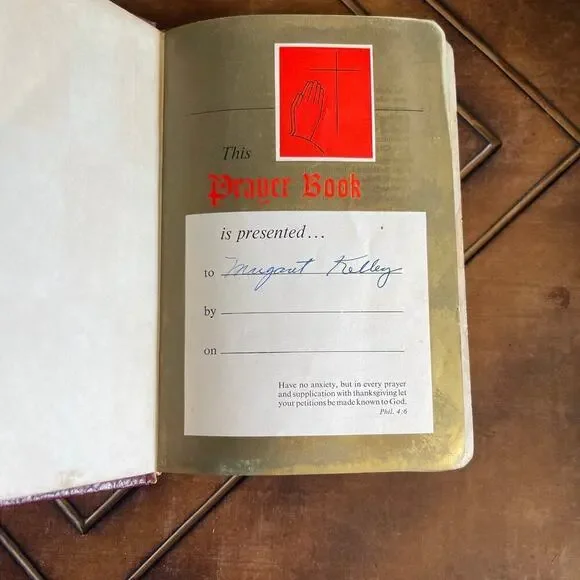 This
Prayer Book
is presented...
to Margaret Kelley
by
on
Have no anxiety, but in every prayer
and supplication with thanksgiving let
your petitions be made known to God.
Phil. 4:6